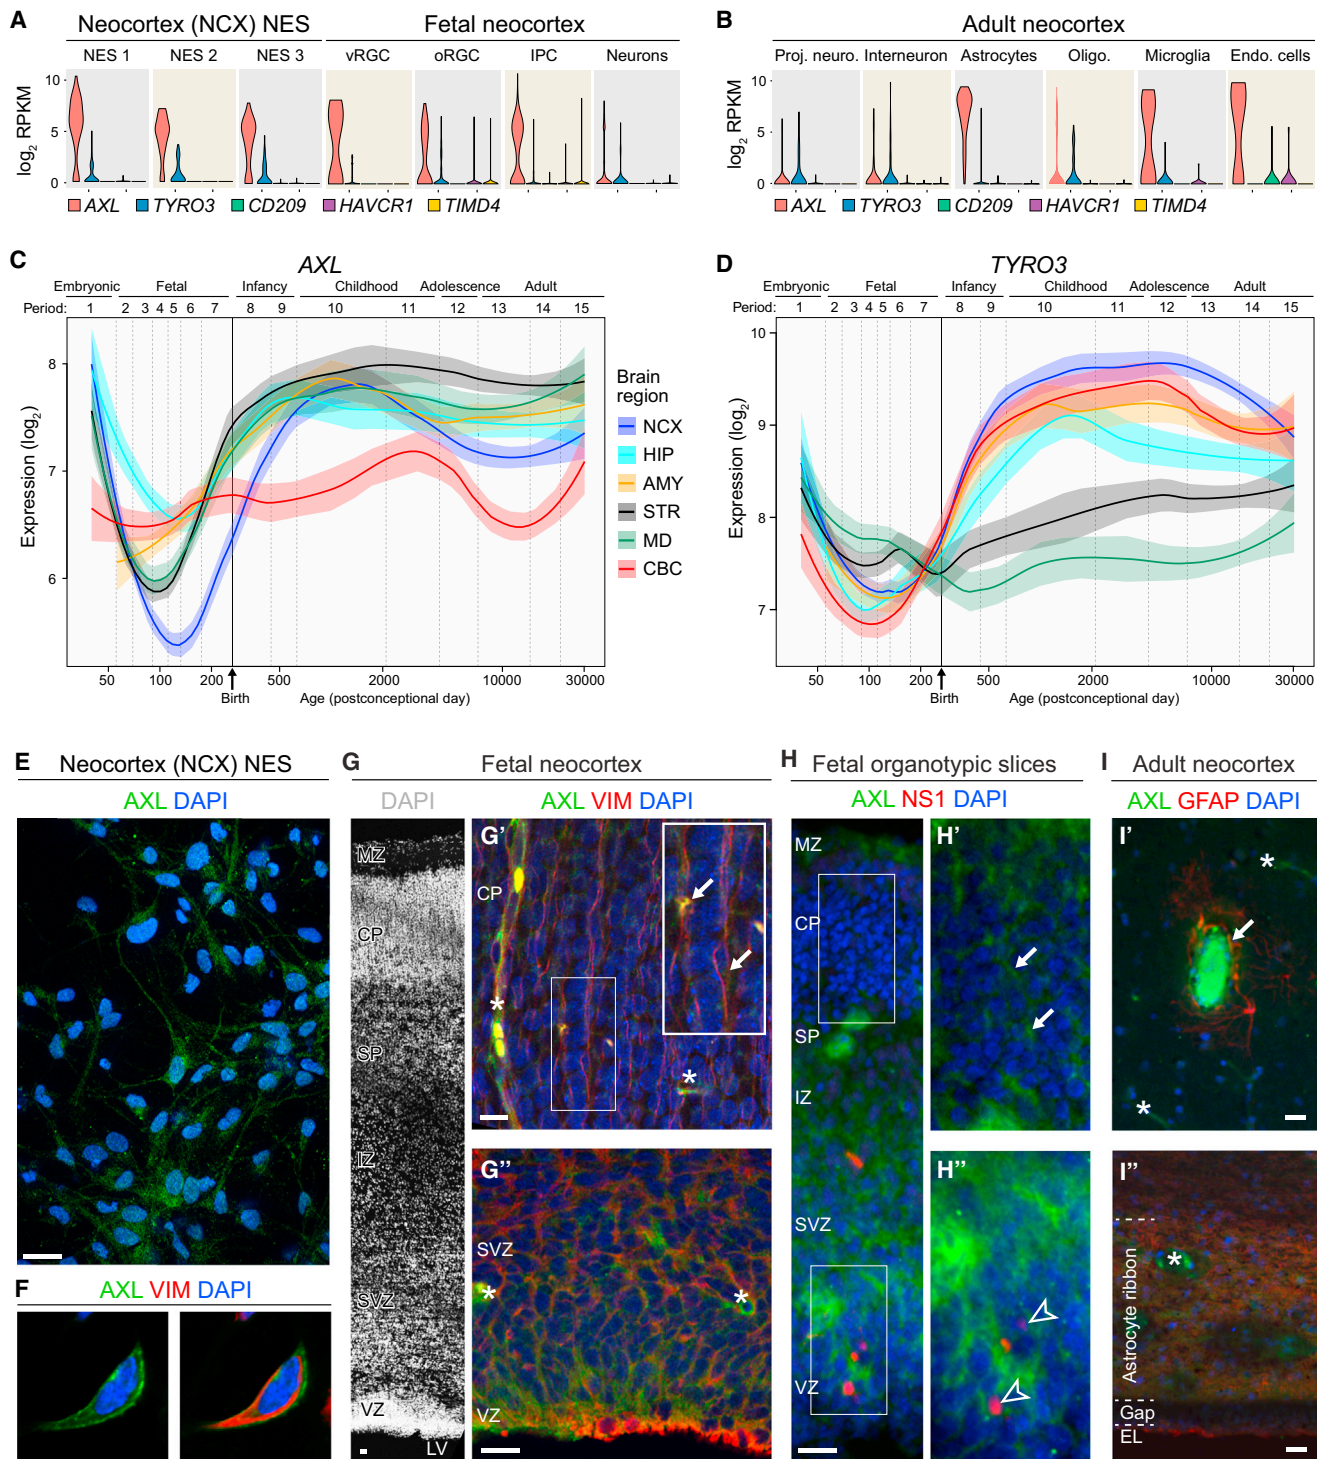 A
Neocortex (NCX) NES
Fetal neocortex
NES 1 NES 2 NES 3 vRGC oRGC IPC Neurons
log2 RPKM
10
5
0
AXL TYRO3 CD209 HAVCR1 TIMD4
B
Adult neocortex
Proj. neuro. Interneuron Astrocytes Oligo. Microglia Endo. cells
log2 RPKM
10
5
0
AXL TYRO3 CD209 HAVCR1 TIMD4
C
AXL
Embryonic Fetal Infancy Childhood Adolescence Adult
Period: 1 2 3 4 5 6 7 8 9 10 11 12 13 14 15
Expression (log2)
8
7
6
50 100 200 500 2000 10000 30000
Birth
Age (postconceptional day)
Brain region
NCX
HIP
AMY
STR
MD
CBC
D
TYRO3
Embryonic Fetal Infancy Childhood Adolescence Adult
Period: 1 2 3 4 5 6 7 8 9 10 11 12 13 14 15
Expression (log2)
10
9
8
7
50 100 200 500 2000 10000 30000
Birth
Age (postconceptional day)
E
Neocortex (NCX) NES
AXL DAPI
F
AXL VIM DAPI
G
Fetal neocortex
DAPI
MZ
CP
SP
IZ
SVZ
VZ
LV
AXL VIM DAPI
G'
CP
*
*
G''
SVZ
*
*
VZ
H
Fetal organotypic slices
AXL NS1 DAPI
MZ
CP
SP
IZ
SVZ
VZ
H'
H''
I
Adult neocortex
AXL GFAP DAPI
I'
*
*
I''
*
Astrocyte ribbon
Gap
EL